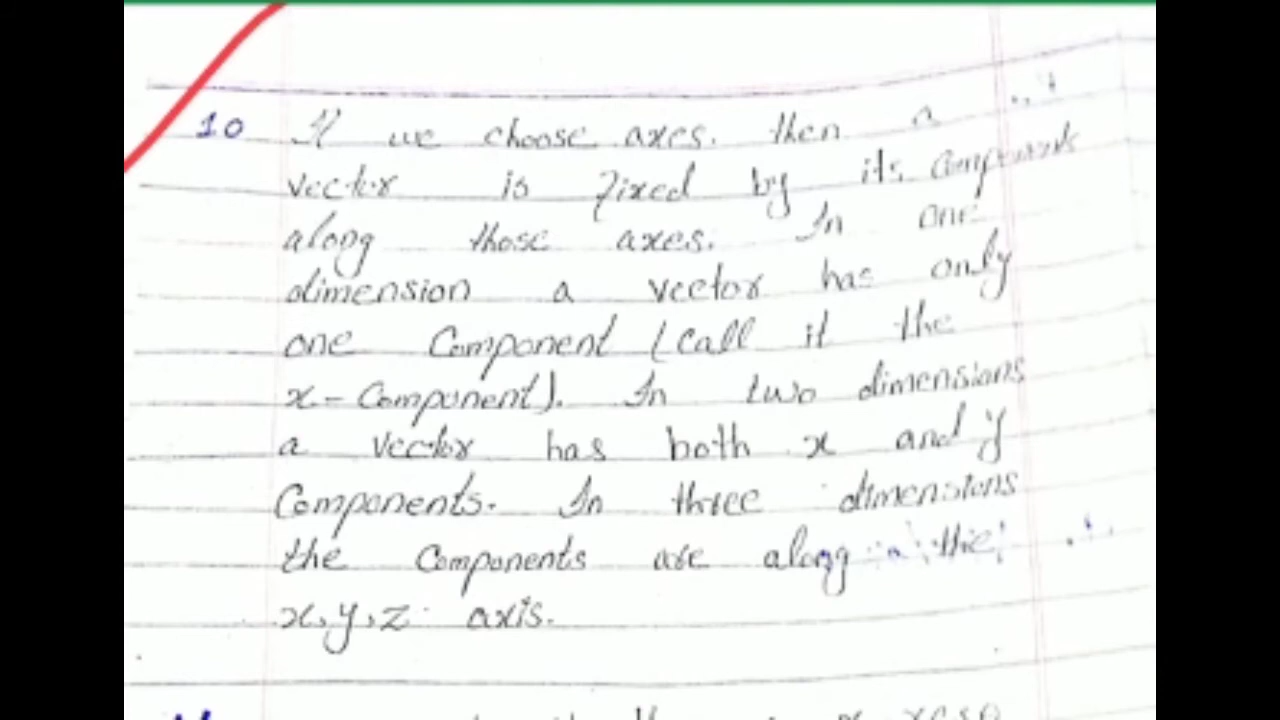 10 If we choose axes. then a
vector is fixed by its components
along those axes. In one
dimension a vector has only
one Component (Call it the
x-Component). In two dimensions
a vector has both x and y
Components. In three dimensions
the Components are along the
x, y, z axis.